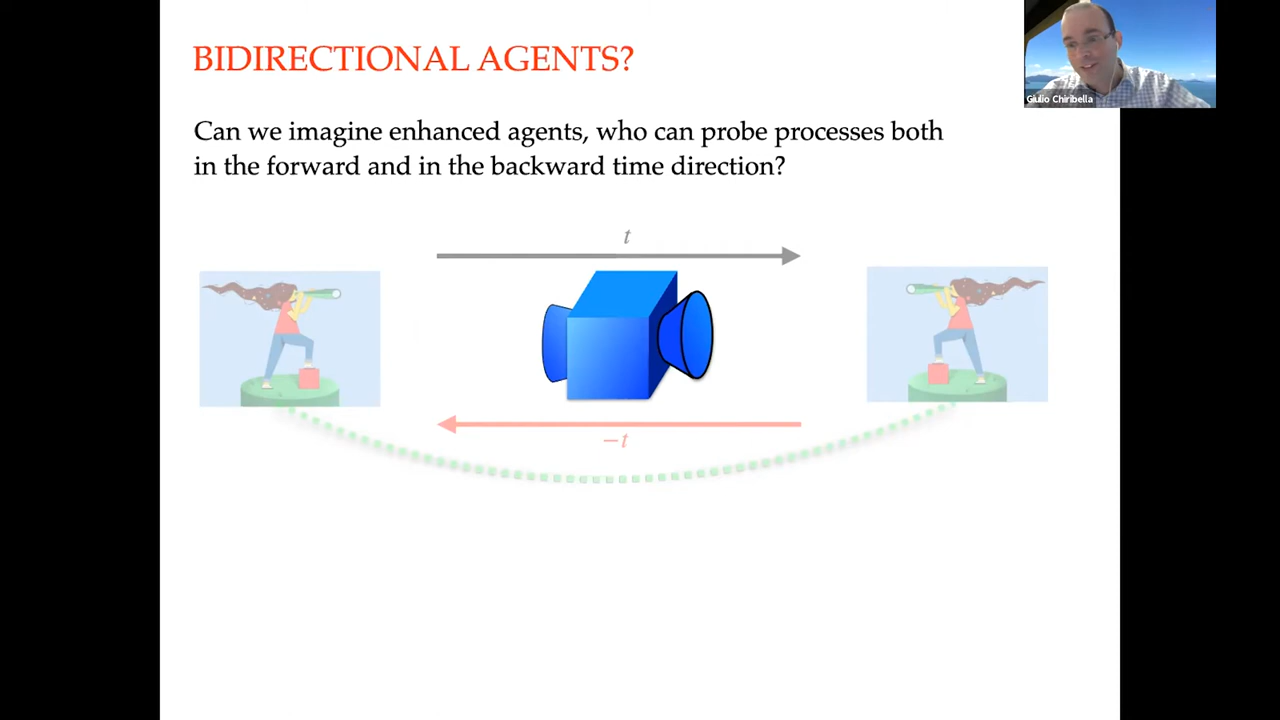 BIDIRECTIONAL AGENTS?
Giulio Chiribella
Can we imagine enhanced agents, who can probe processes both
in the forward and in the backward time direction?
t
−t